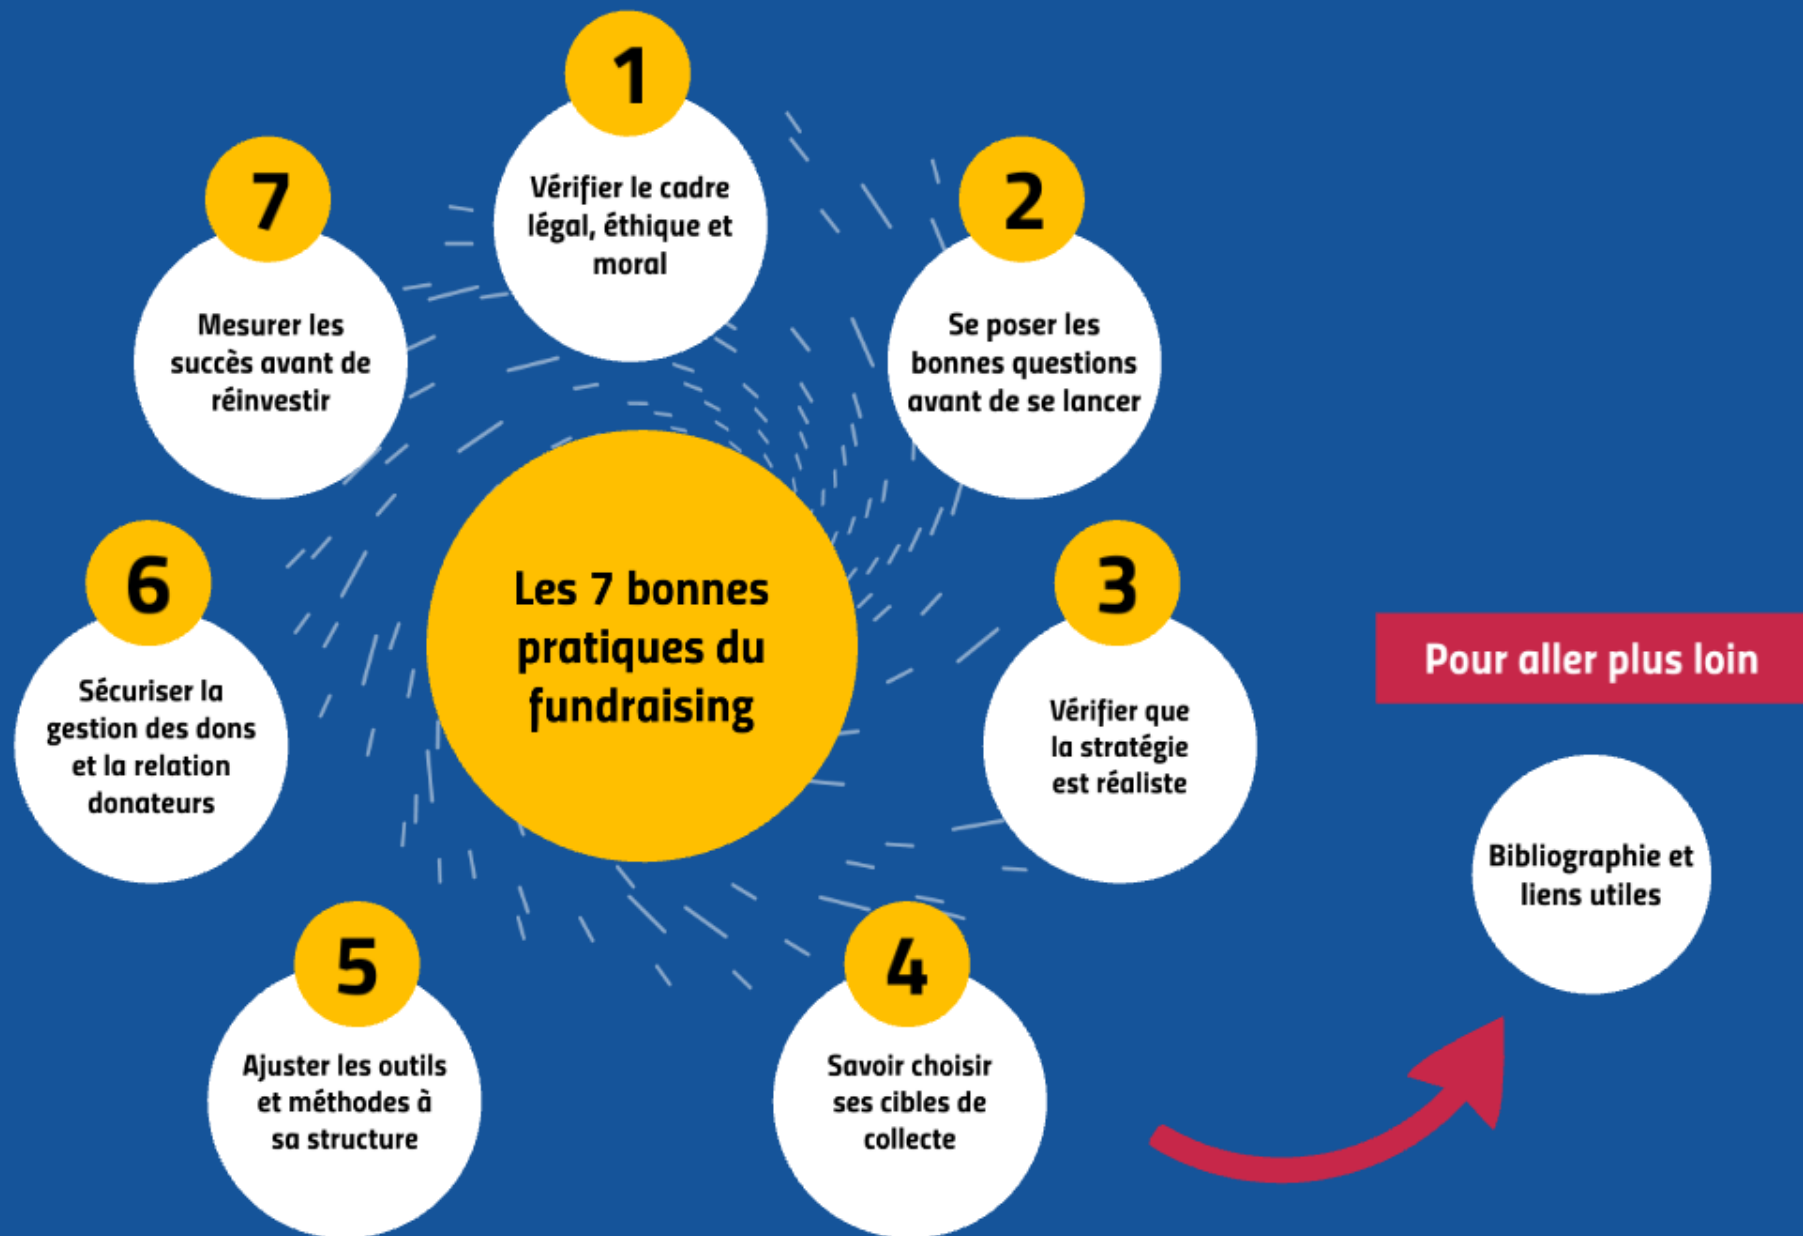 Les 7 bonnes
pratiques du
fundraising
1
Vérifier le cadre
légal, éthique et
moral
2
Se poser les
bonnes questions
avant de se lancer
3
Vérifier que
la stratégie
est réaliste
4
Savoir choisir
ses cibles de
collecte
5
Ajuster les outils
et méthodes à
sa structure
6
Sécuriser la
gestion des dons
et la relation
donateurs
7
Mesurer les
succès avant de
réinvestir
Pour aller plus loin
Bibliographie et
liens utiles